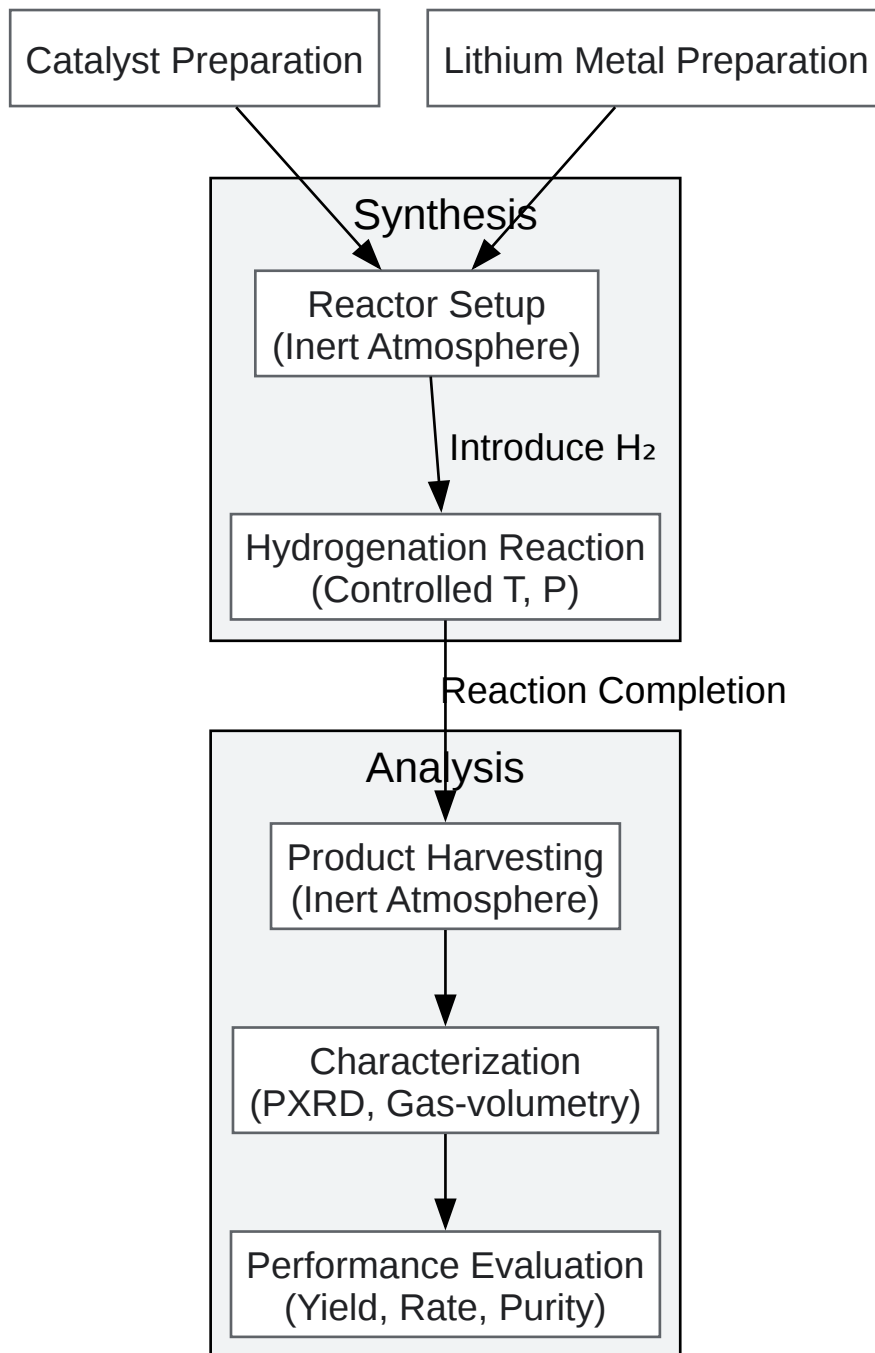 Catalyst Preparation
Lithium Metal Preparation
Synthesis
Reactor Setup
(Inert Atmosphere)
Introduce H₂
Hydrogenation Reaction
(Controlled T, P)
Reaction Completion
Analysis
Product Harvesting
(Inert Atmosphere)
Characterization
(PXRD, Gas-volumetry)
Performance Evaluation
(Yield, Rate, Purity)